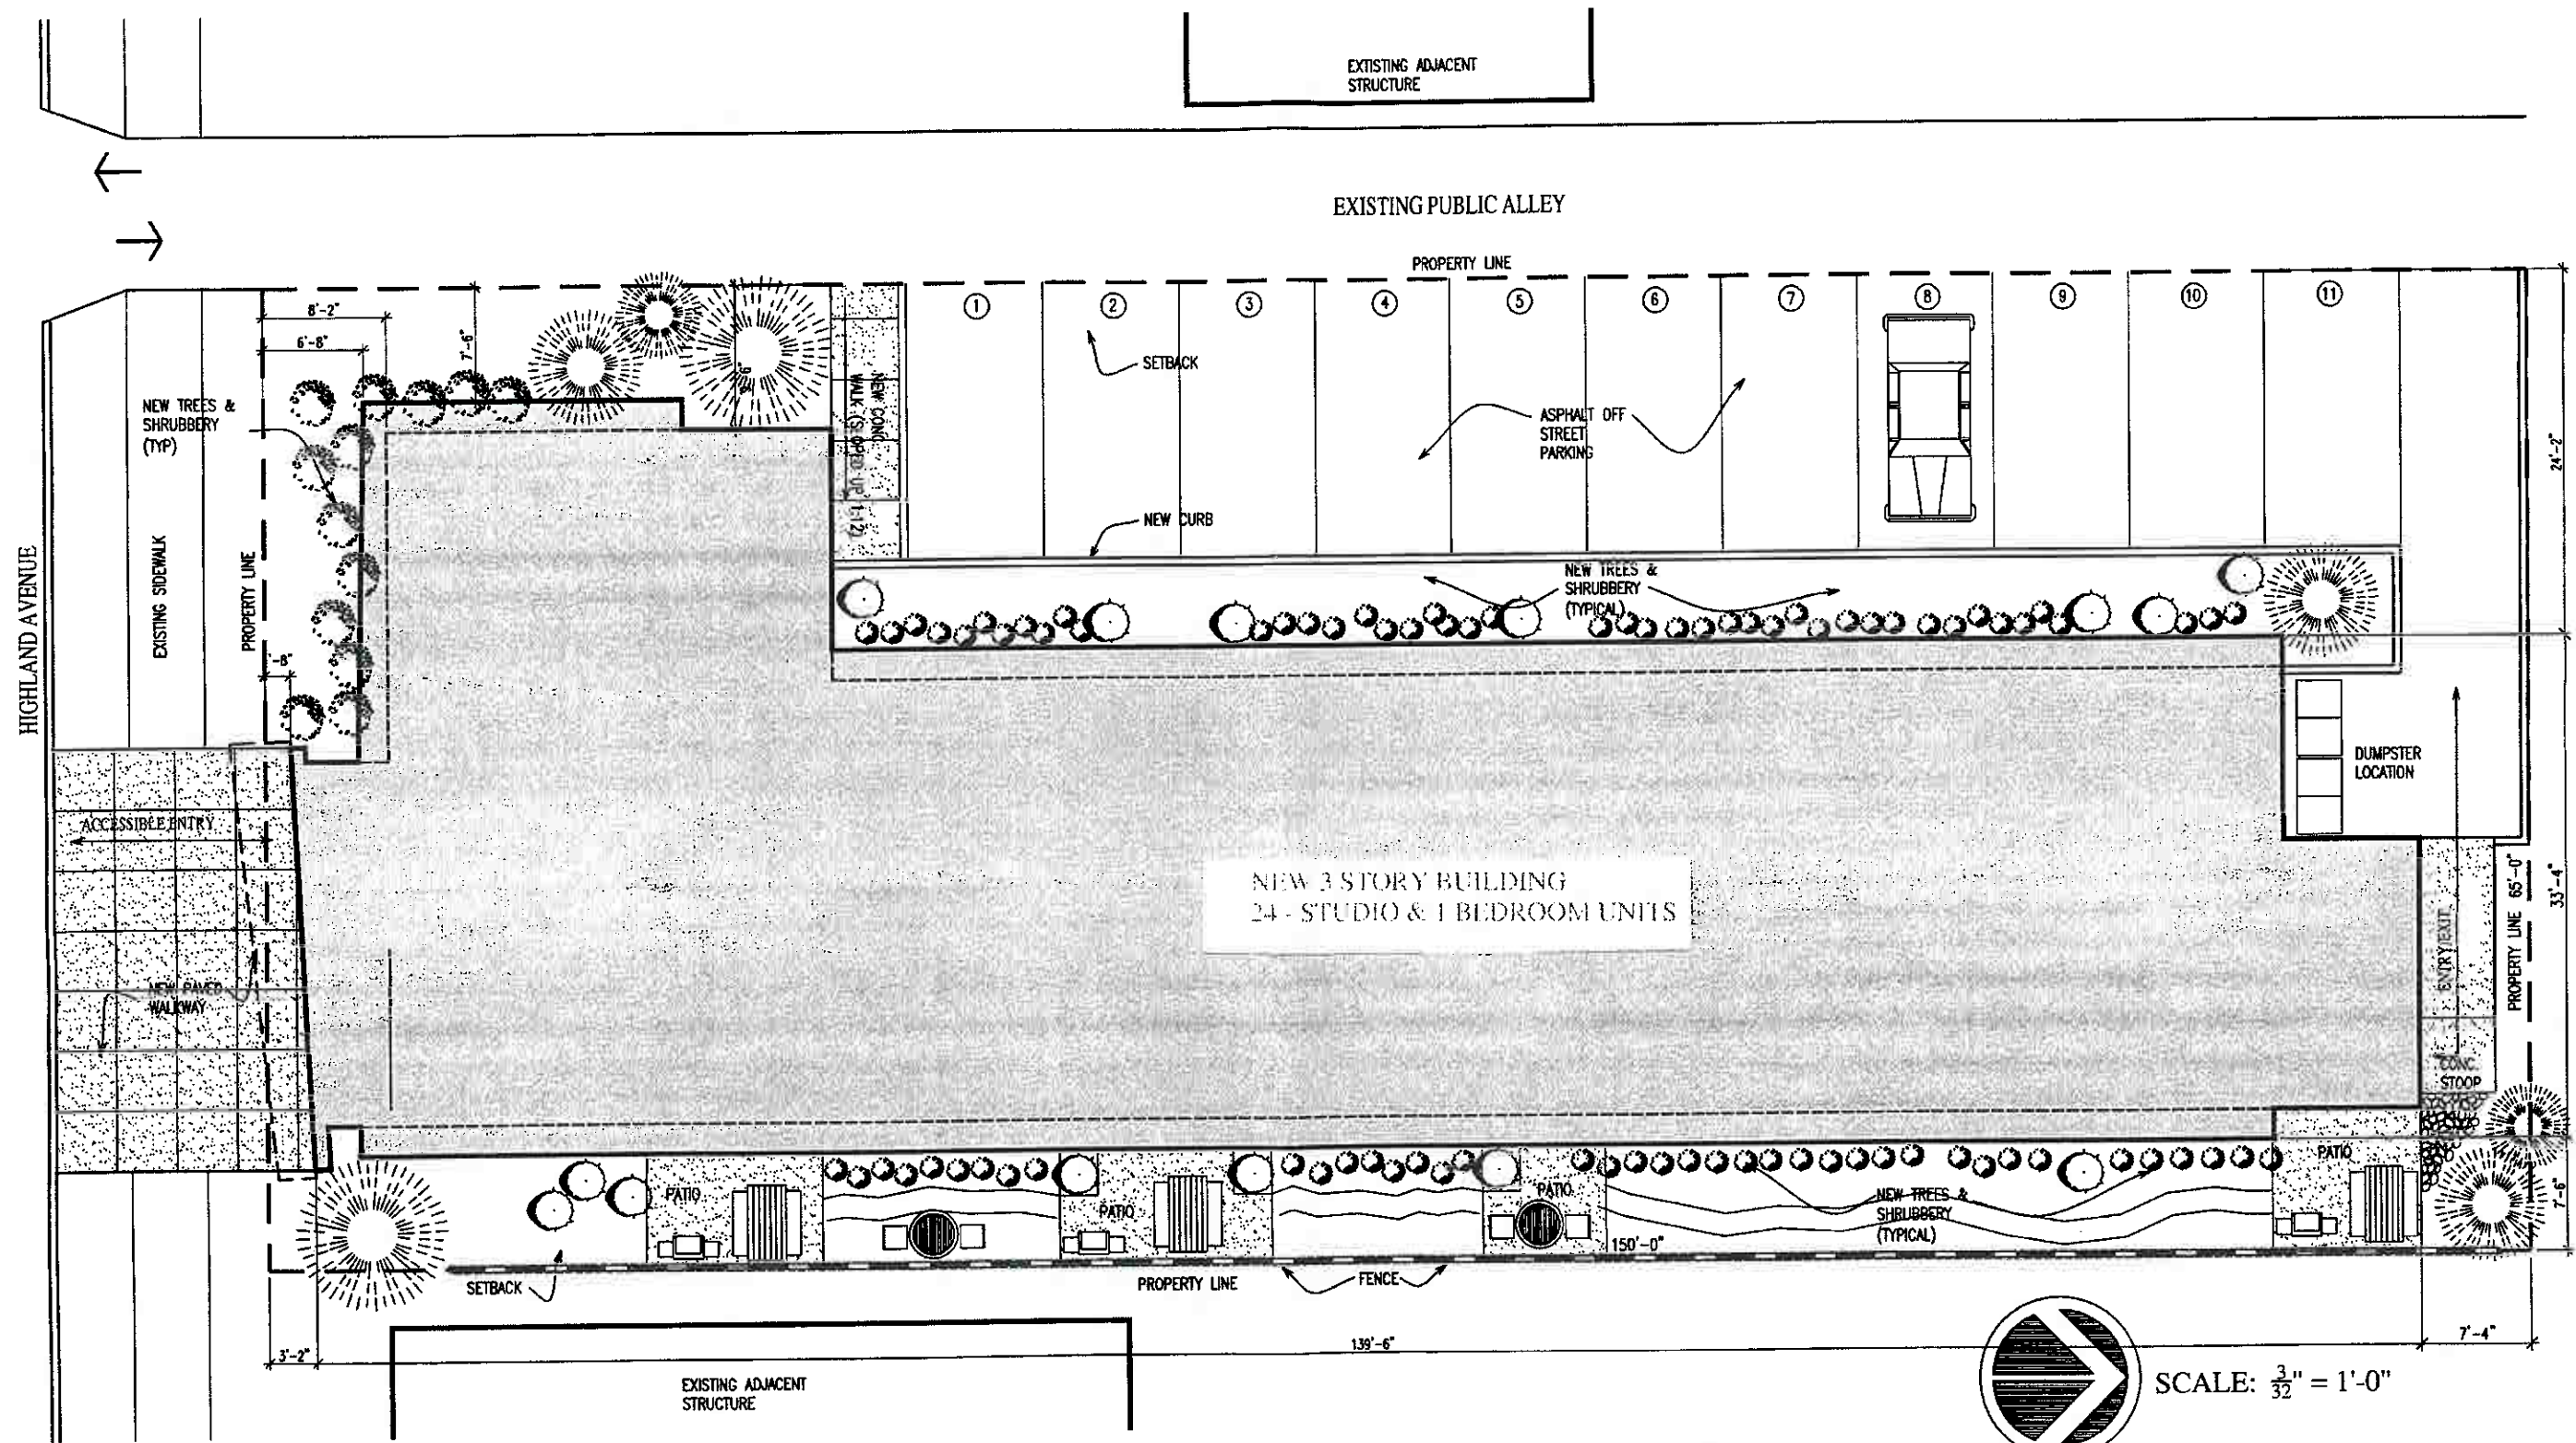 EXTISTING ADJACENT
STRUCTURE
EXISTING PUBLIC ALLEY
PROPERTY LINE
1
2
3
4
5
6
7
8
9
10
11
8'-2"
6'-8"
7'-6"
9'-2"
SETBACK
NEW TREES &
SHRUBBERY
(TYP)
NEW CONC.
WALK (SLOPED UP 1:12)
ASPHALT OFF
STREET
PARKING
24'-2"
NEW CURB
HIGHLAND AVENUE
EXISTING SIDEWALK
PROPERTY LINE
NEW TREES &
SHRUBBERY
(TYPICAL)
-8"
DUMPSTER
LOCATION
ACCESSIBLE ENTRY
NEW 3 STORY BUILDING
24 - STUDIO & 1 BEDROOM UNITS
ENTRY/EXIT
PROPERTY LINE 65'-0"
33'-4"
NEW PAVED
WALKWAY
CONC.
STOOP
PATIO
PATIO
PATIO
PATIO
NEW TREES &
SHRUBBERY
(TYPICAL)
7'-6"
150'-0"
SETBACK
PROPERTY LINE
FENCE
3'-2"
139'-6"
7'-4"
EXISTING ADJACENT
STRUCTURE
SCALE: 3/32" = 1'-0"